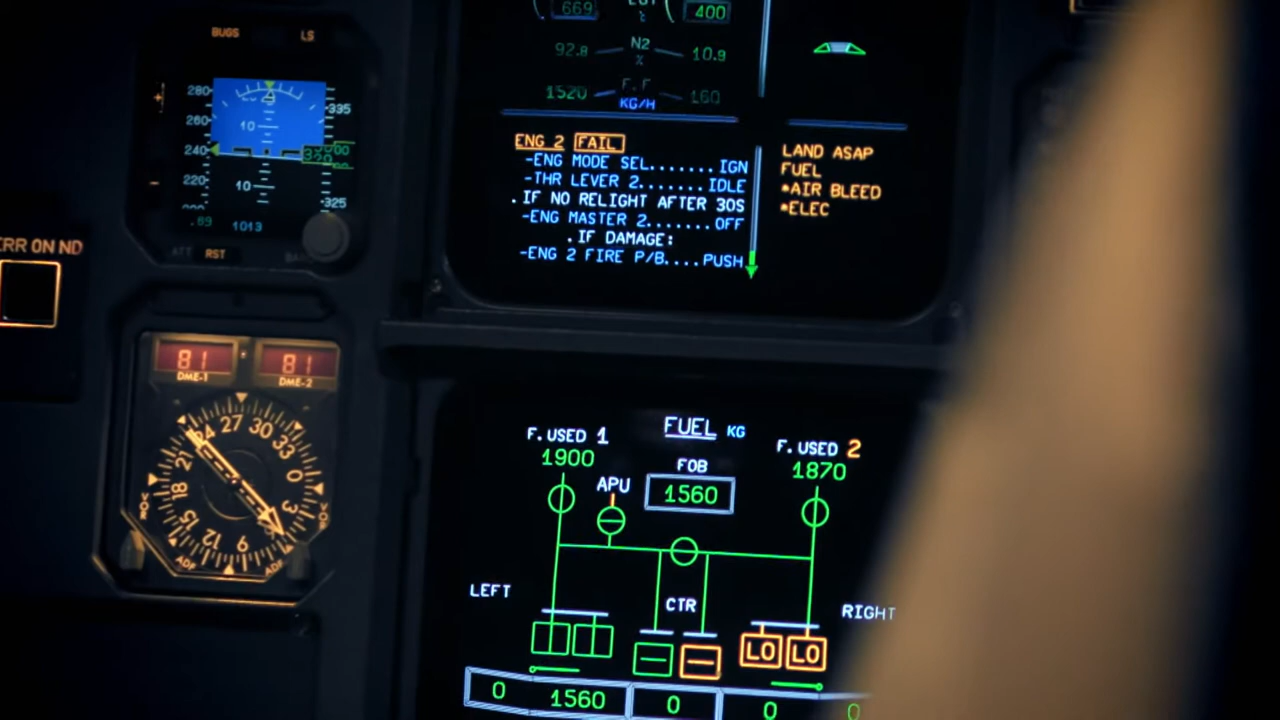 BUGS LS
280
260
240
220
10
10
335
325
.69 1013
RST
ERR ON ND
669 400
92.8 N2 10.9
%
1520 F.F 160
KG/H
ENG 2 FAIL
-ENG MODE SEL.......IGN
-THR LEVER 2.......IDLE
.IF NO RELIGHT AFTER 30S
-ENG MASTER 2.......OFF
.IF DAMAGE:
-ENG 2 FIRE P/B....PUSH
LAND ASAP
FUEL
*AIR BLEED
*ELEC
81 81
DME-1 DME-2
24 27 30 33 0 3 6 12 15 18 21
VOR VOR
ADF ADF
FUEL KG
F.USED 1 F.USED 2
1900 1870
FOB
1560
APU
LEFT CTR RIGHT
LO LO
0 1560 0 0 0